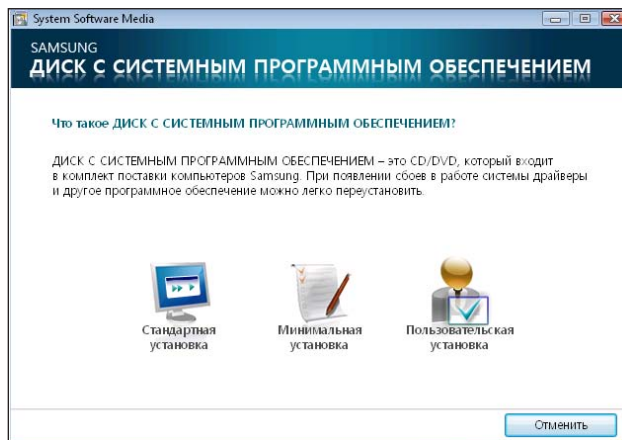 System Software Media
SAMSUNG
ДИСК С СИСТЕМНЫМ ПРОГРАММНЫМ ОБЕСПЕЧЕНИЕМ
Что такое ДИСК С СИСТЕМНЫМ ПРОГРАММНЫМ ОБЕСПЕЧЕНИЕМ?
ДИСК С СИСТЕМНЫМ ПРОГРАММНЫМ ОБЕСПЕЧЕНИЕМ – это CD/DVD, который входит
в комплект поставки компьютеров Samsung. При появлении сбоев в работе системы драйверы
и другое программное обеспечение можно легко переустановить.
Стандартная
установка
Минимальная
установка
Пользовательская
установка
Отменить